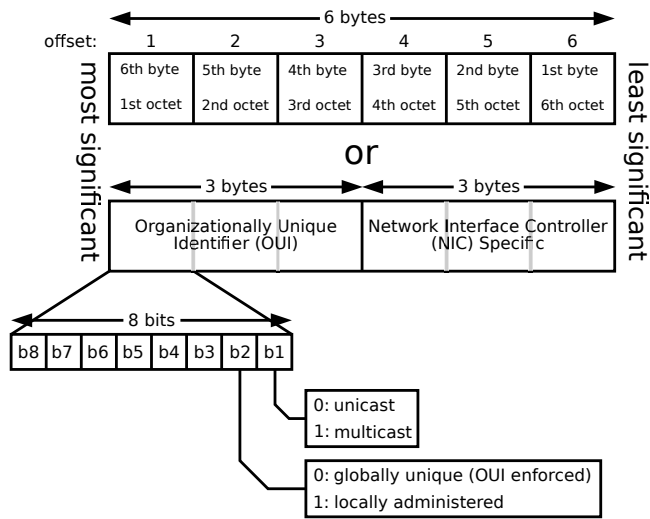 6 bytes
offset: 1 2 3 4 5 6
most significant
6th byte 5th byte 4th byte 3rd byte 2nd byte 1st byte
1st octet 2nd octet 3rd octet 4th octet 5th octet 6th octet
least significant
or
3 bytes 3 bytes
Organizationally Unique
Identifier (OUI)
Network Interface Controller
(NIC) Specific
8 bits
b8 b7 b6 b5 b4 b3 b2 b1
0: unicast
1: multicast
0: globally unique (OUI enforced)
1: locally administered